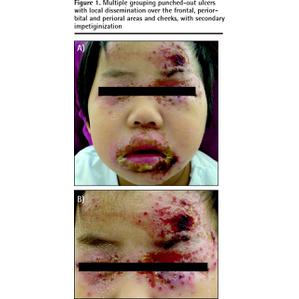 Figure 1. Multiple grouping punched-out ulcers
with local dissemination over the frontal, perior-
bital and perioral areas and cheeks, with secondary
impetiginization
A)
B)